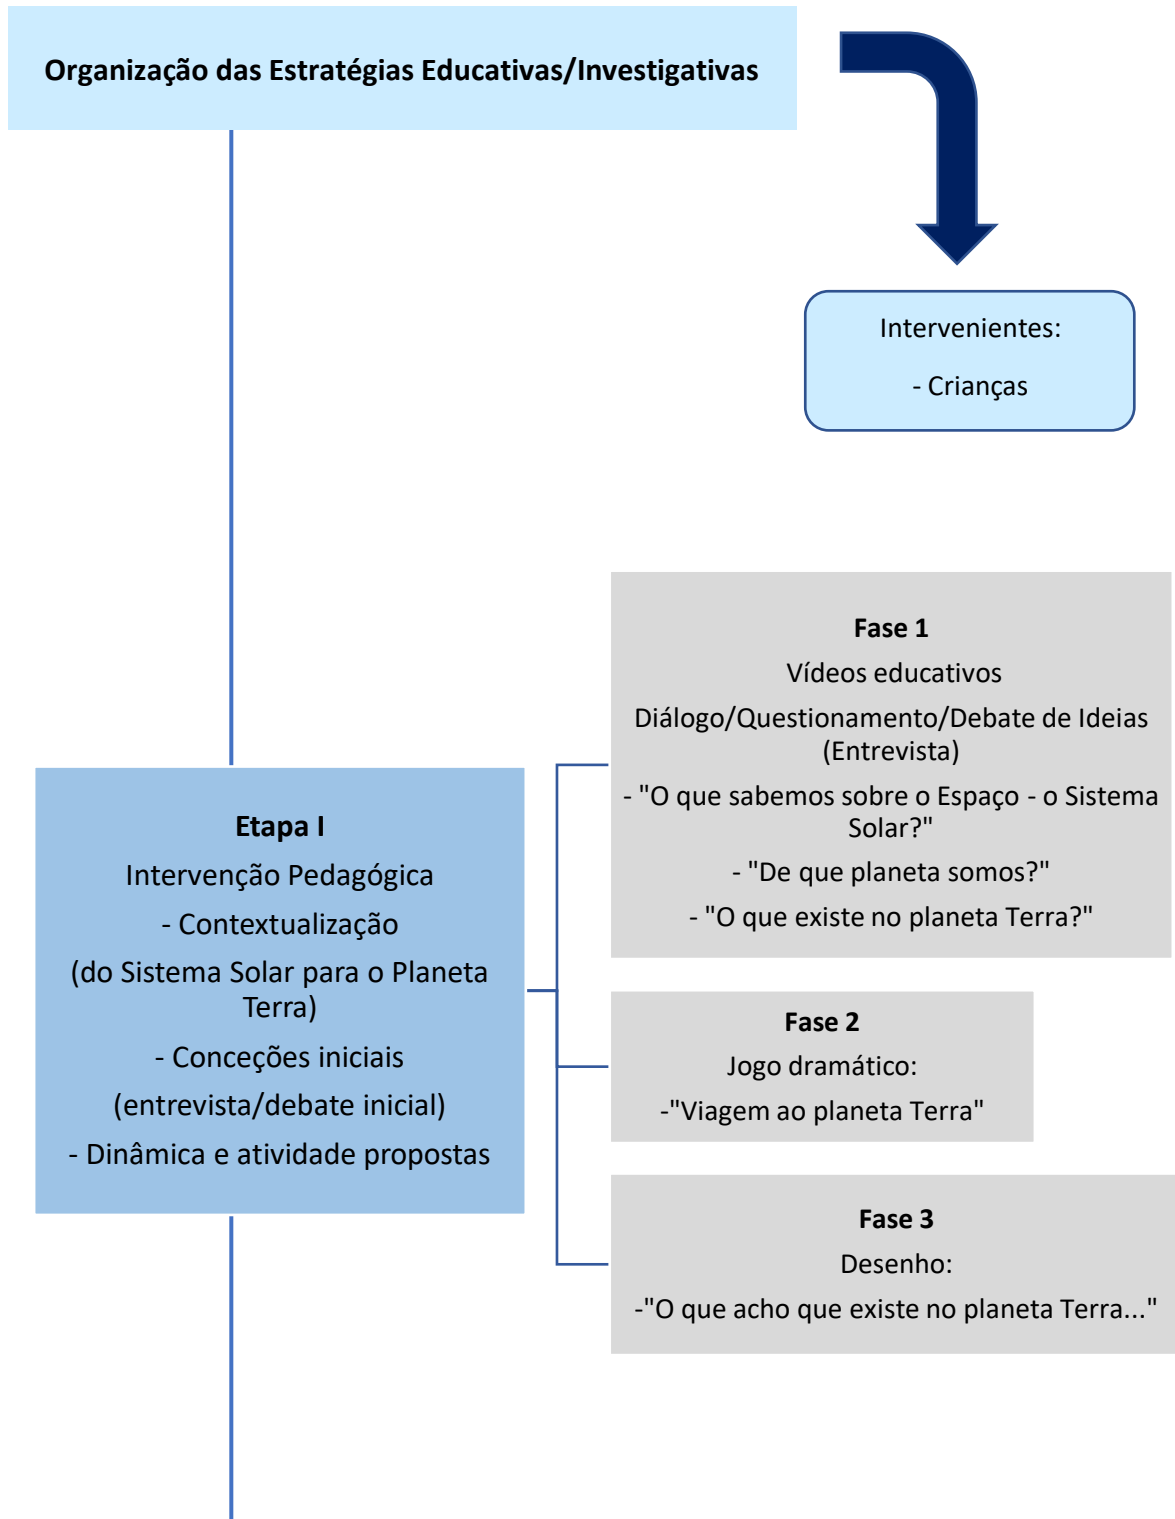 Organização das Estratégias Educativas/Investigativas
Intervenientes:
- Crianças
Etapa I
Intervenção Pedagógica
- Contextualização
(do Sistema Solar para o Planeta
Terra)
- Conceções iniciais
(entrevista/debate inicial)
- Dinâmica e atividade propostas
Fase 1
Vídeos educativos
Diálogo/Questionamento/Debate de Ideias
(Entrevista)
- "O que sabemos sobre o Espaço - o Sistema
Solar?"
- "De que planeta somos?"
- "O que existe no planeta Terra?"
Fase 2
Jogo dramático:
-"Viagem ao planeta Terra"
Fase 3
Desenho:
-"O que acho que existe no planeta Terra..."